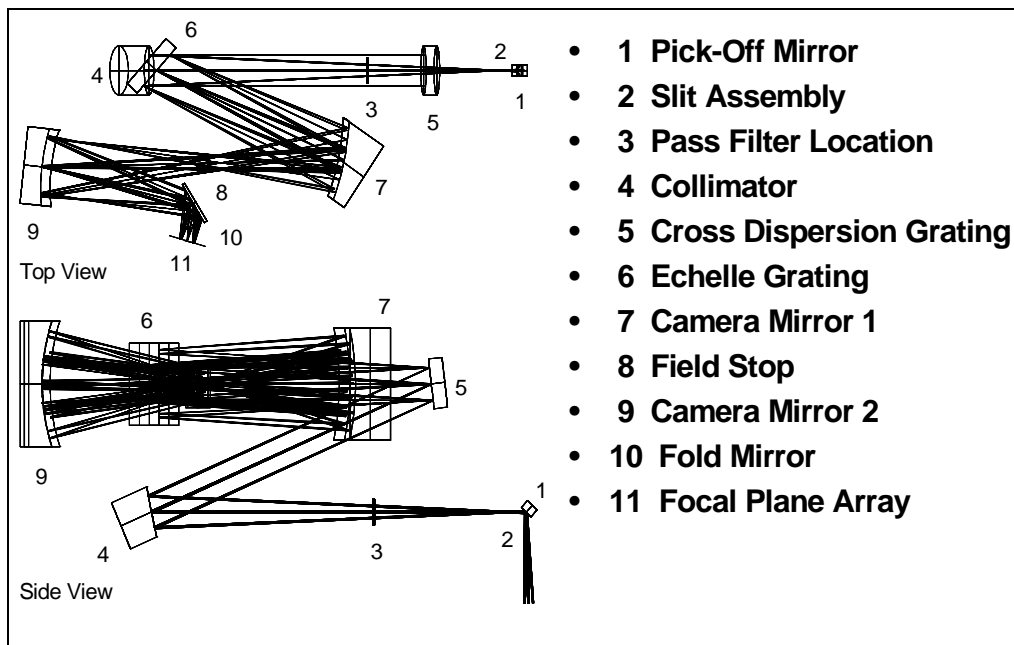 6
2
4
3
5
1
8
7
9
10
11
Top View
7
6
5
9
1
4
3
2
Side View
• 1 Pick-Off Mirror
• 2 Slit Assembly
• 3 Pass Filter Location
• 4 Collimator
• 5 Cross Dispersion Grating
• 6 Echelle Grating
• 7 Camera Mirror 1
• 8 Field Stop
• 9 Camera Mirror 2
• 10 Fold Mirror
• 11 Focal Plane Array